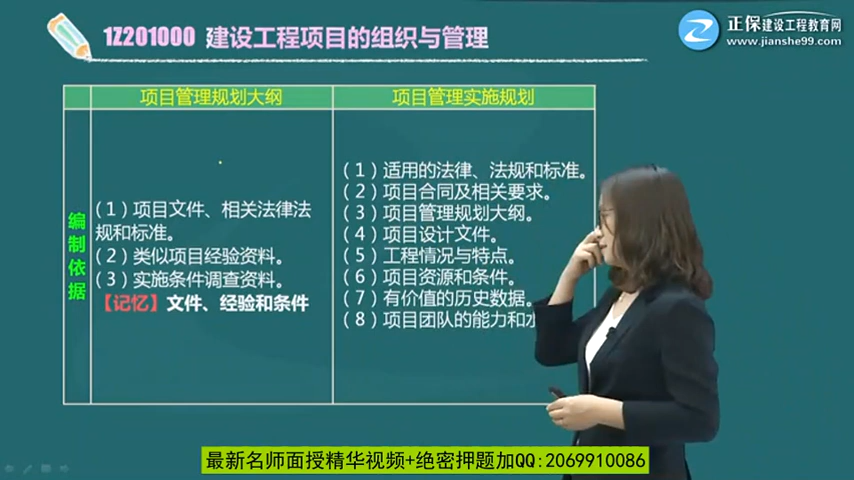 1Z201000 建设工程项目的组织与管理
正保建设工程教育网
www.jianshe99.com
项目管理规划大纲
项目管理实施规划
编制依据
（1）项目文件、相关法律法
规和标准。
（2）类似项目经验资料。
（3）实施条件调查资料。
【记忆】文件、经验和条件
（1）适用的法律、法规和标准。
（2）项目合同及相关要求。
（3）项目管理规划大纲。
（4）项目设计文件。
（5）工程情况与特点。
（6）项目资源和条件。
（7）有价值的历史数据。
（8）项目团队的能力和
最新名师面授精华视频+绝密押题加QQ:2069910086